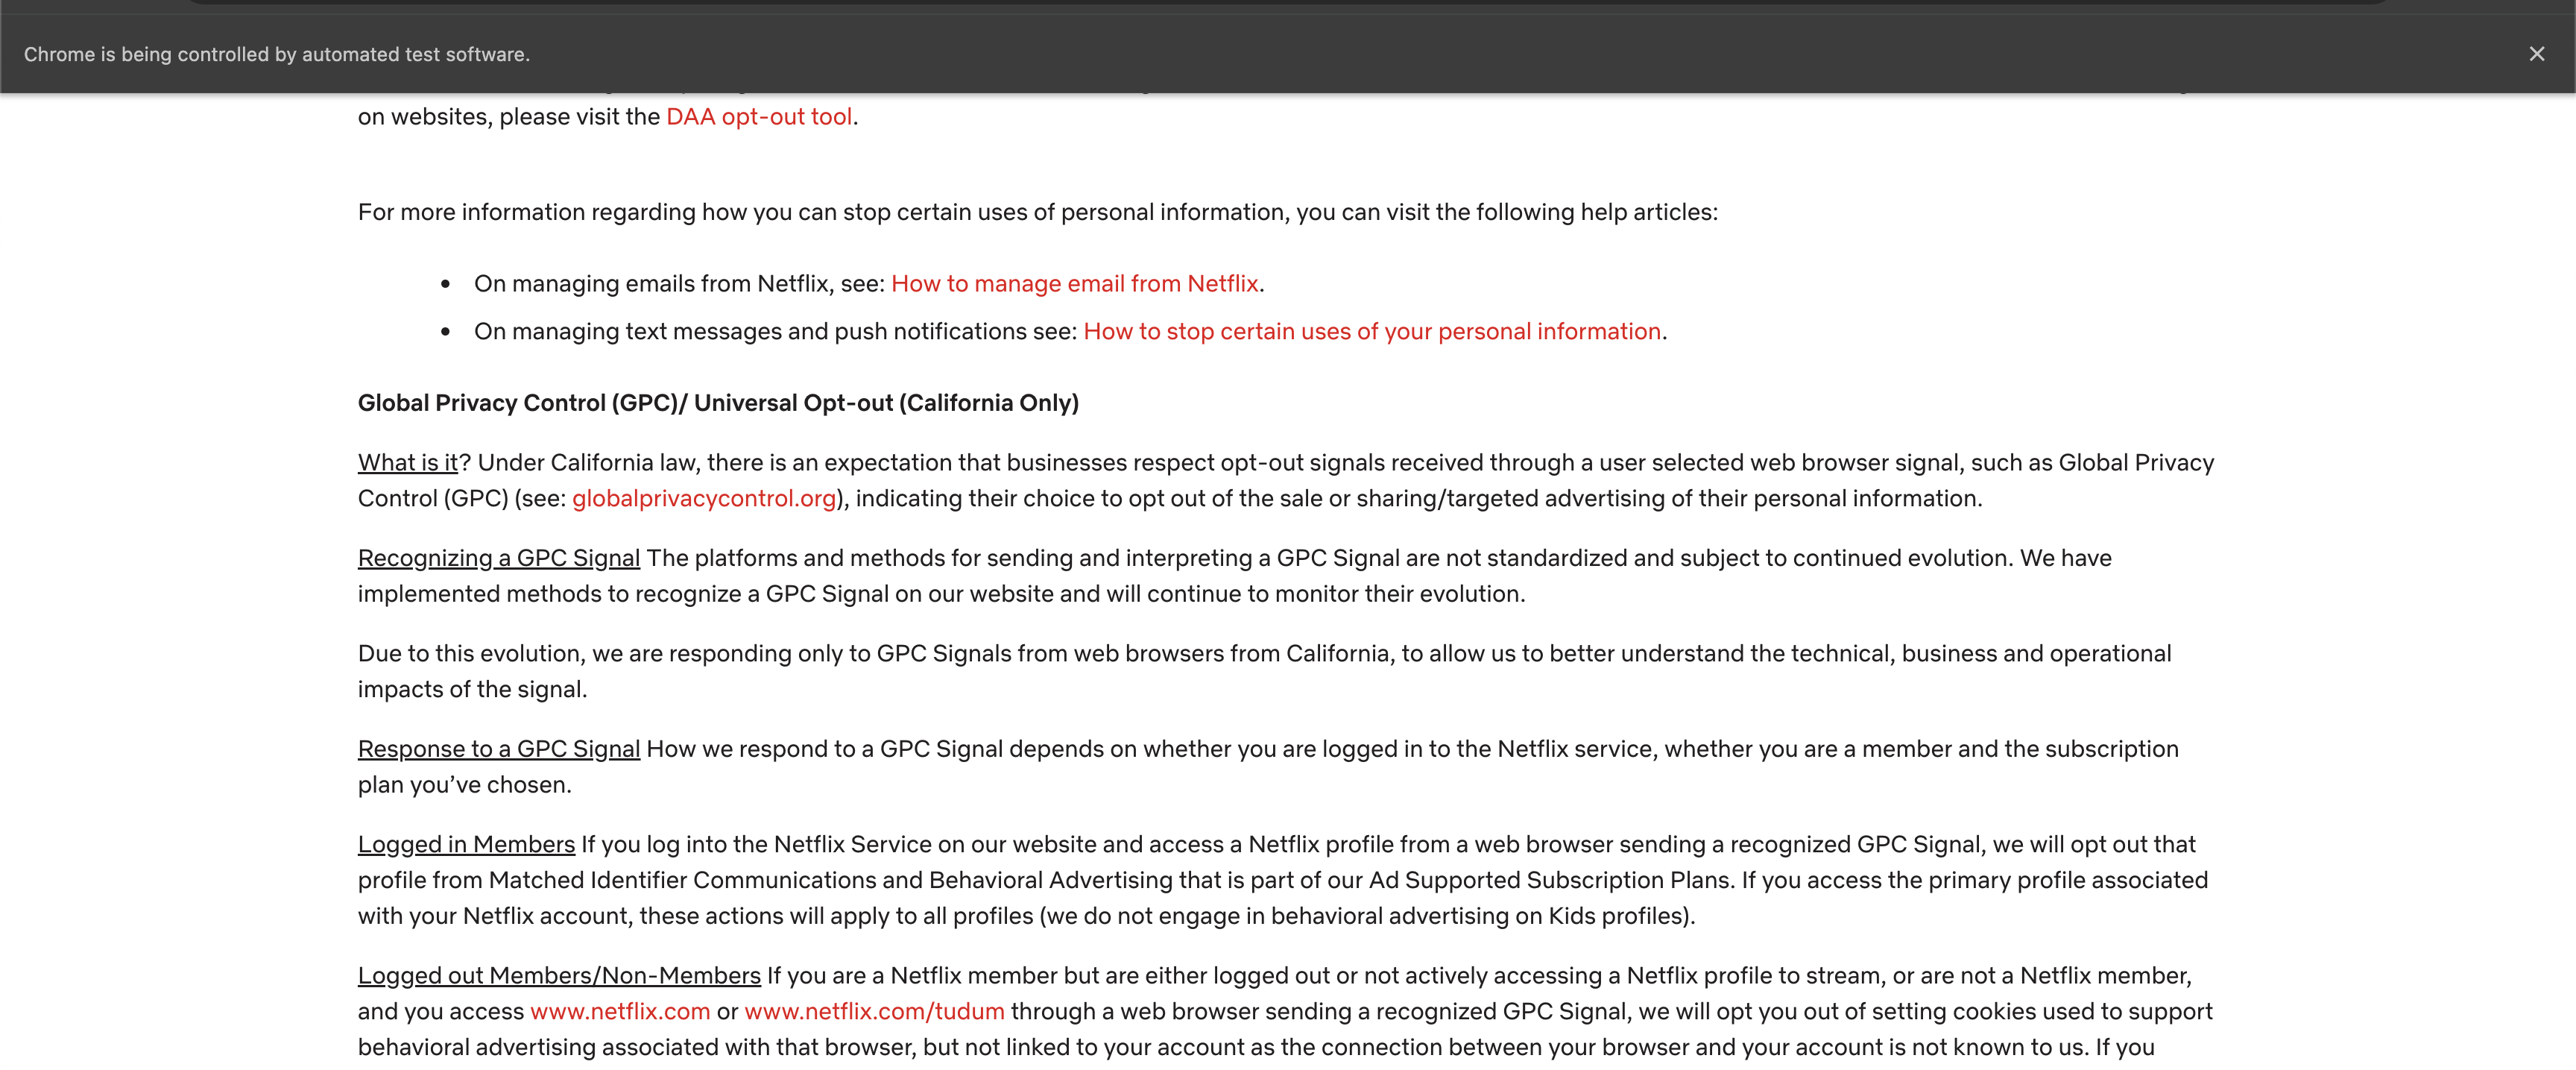 Chrome is being controlled by automated test software.
on websites, please visit the DAA opt-out tool.
For more information regarding how you can stop certain uses of personal information, you can visit the following help articles:
• On managing emails from Netflix, see: How to manage email from Netflix.
• On managing text messages and push notifications see: How to stop certain uses of your personal information.
Global Privacy Control (GPC)/ Universal Opt-out (California Only)
What is it? Under California law, there is an expectation that businesses respect opt-out signals received through a user selected web browser signal, such as Global Privacy
Control (GPC) (see: globalprivacycontrol.org), indicating their choice to opt out of the sale or sharing/targeted advertising of their personal information.
Recognizing a GPC Signal The platforms and methods for sending and interpreting a GPC Signal are not standardized and subject to continued evolution. We have
implemented methods to recognize a GPC Signal on our website and will continue to monitor their evolution.
Due to this evolution, we are responding only to GPC Signals from web browsers from California, to allow us to better understand the technical, business and operational
impacts of the signal.
Response to a GPC Signal How we respond to a GPC Signal depends on whether you are logged in to the Netflix service, whether you are a member and the subscription
plan you’ve chosen.
Logged in Members If you log into the Netflix Service on our website and access a Netflix profile from a web browser sending a recognized GPC Signal, we will opt out that
profile from Matched Identifier Communications and Behavioral Advertising that is part of our Ad Supported Subscription Plans. If you access the primary profile associated
with your Netflix account, these actions will apply to all profiles (we do not engage in behavioral advertising on Kids profiles).
Logged out Members/Non-Members If you are a Netflix member but are either logged out or not actively accessing a Netflix profile to stream, or are not a Netflix member,
and you access www.netflix.com or www.netflix.com/tudum through a web browser sending a recognized GPC Signal, we will opt you out of setting cookies used to support
behavioral advertising associated with that browser, but not linked to your account as the connection between your browser and your account is not known to us. If you